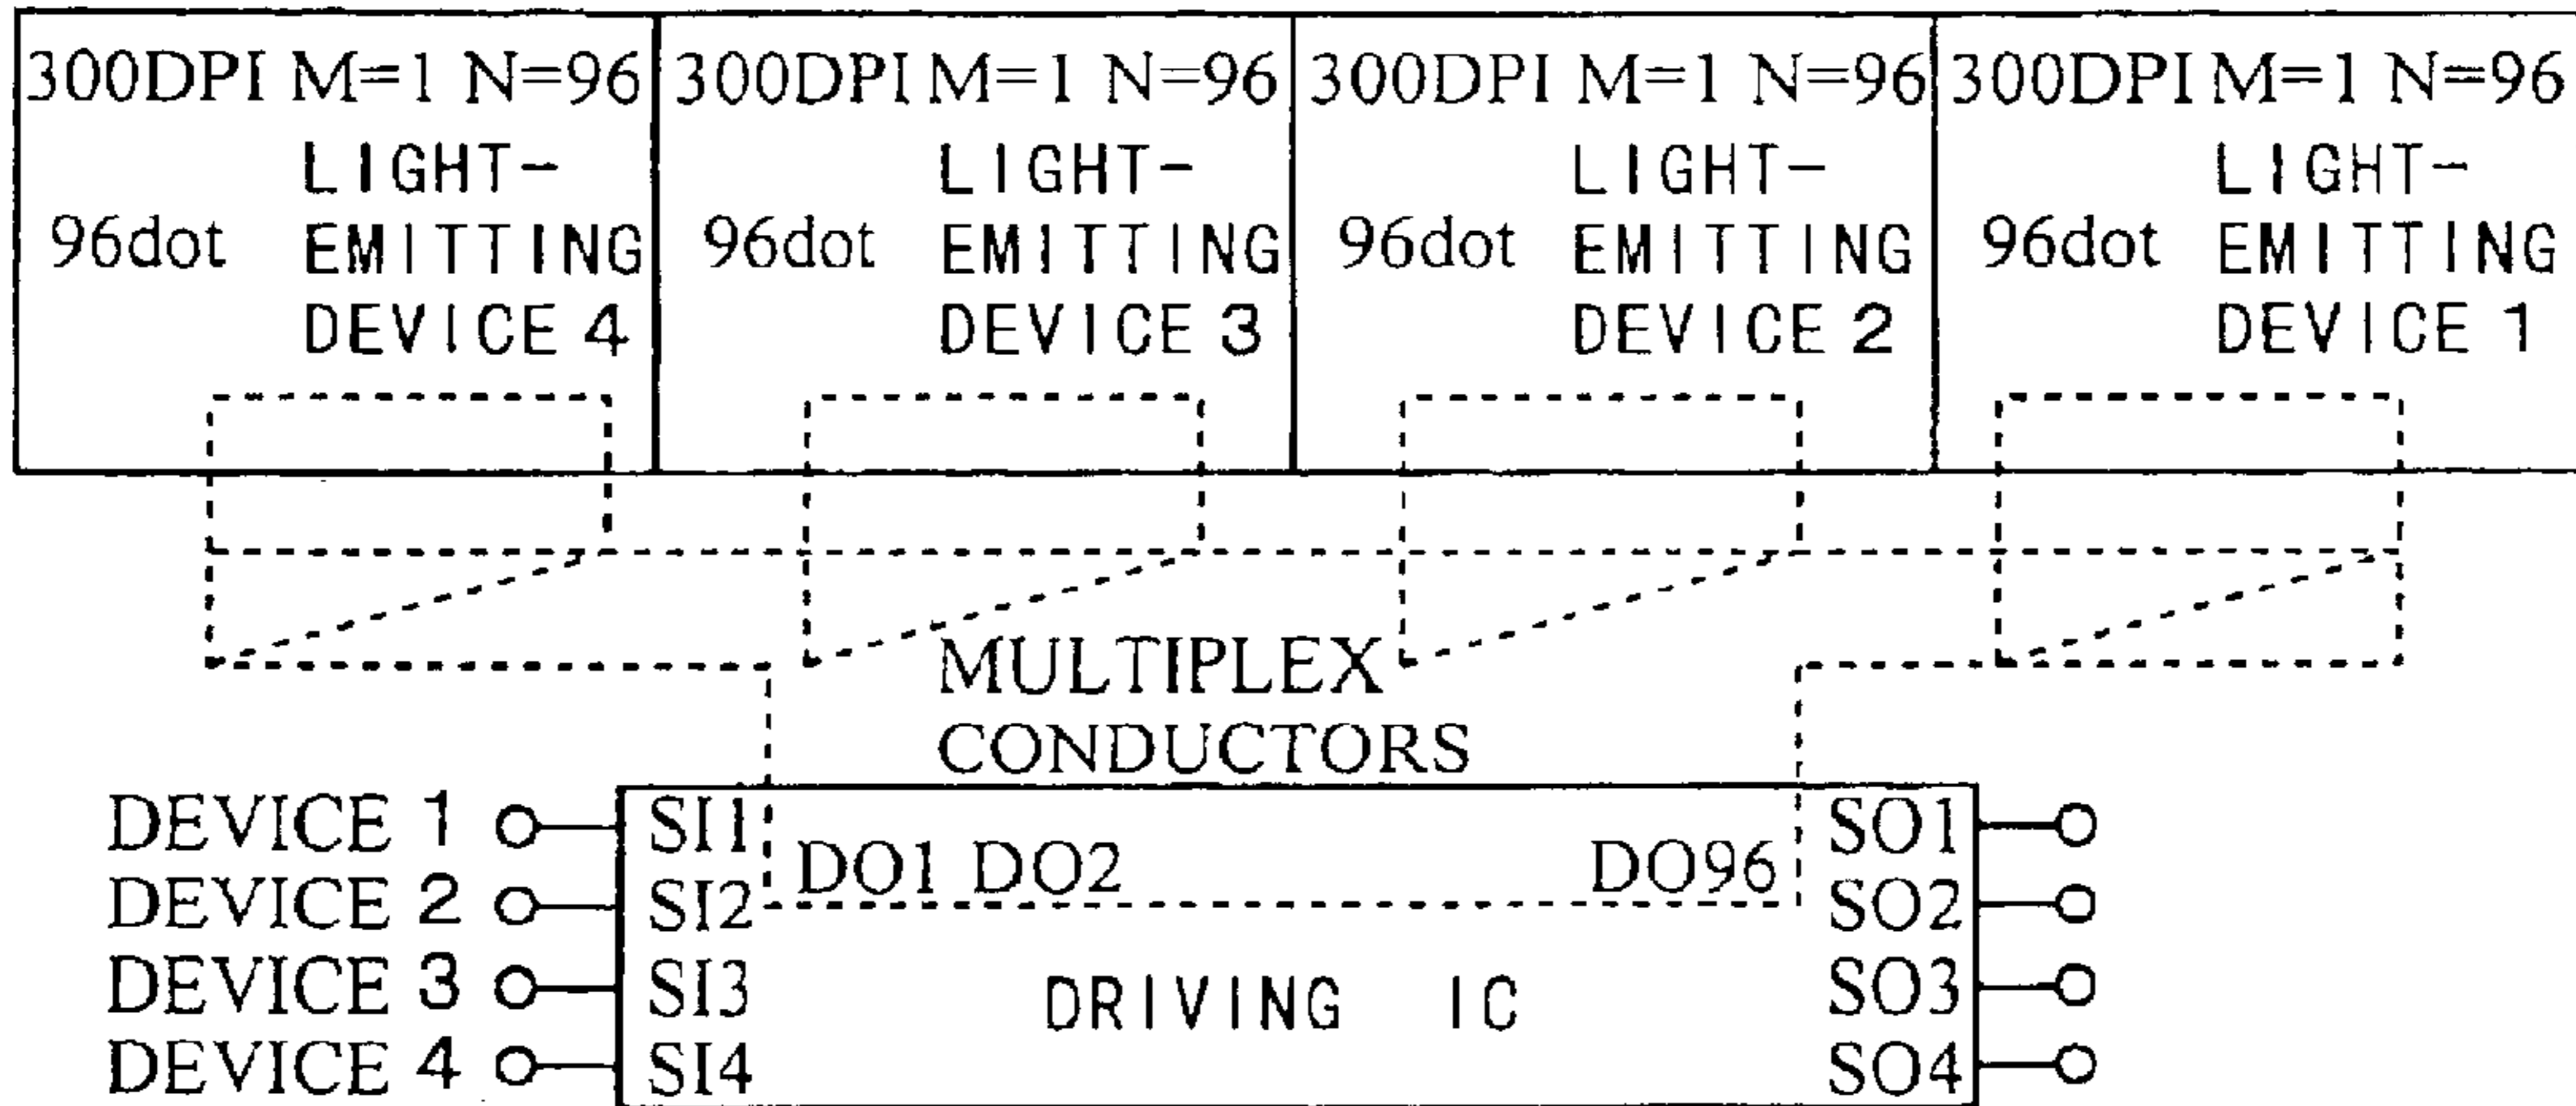 300DPI M=1 N=96 300DPI M=1 N=96 300DPI M=1 N=96 300DPI M=1 N=96
LIGHT- LIGHT- LIGHT- LIGHT-
96dot EMITTING 96dot EMITTING 96dot EMITTING 96dot EMITTING
DEVICE 4 DEVICE 3 DEVICE 2 DEVICE 1
MULTIPLEX
CONDUCTORS
DEVICE 1 SI1 DO1 DO2 DO96 SO1
DEVICE 2 SI2 SO2
DEVICE 3 SI3 DRIVING IC SO3
DEVICE 4 SI4 SO4